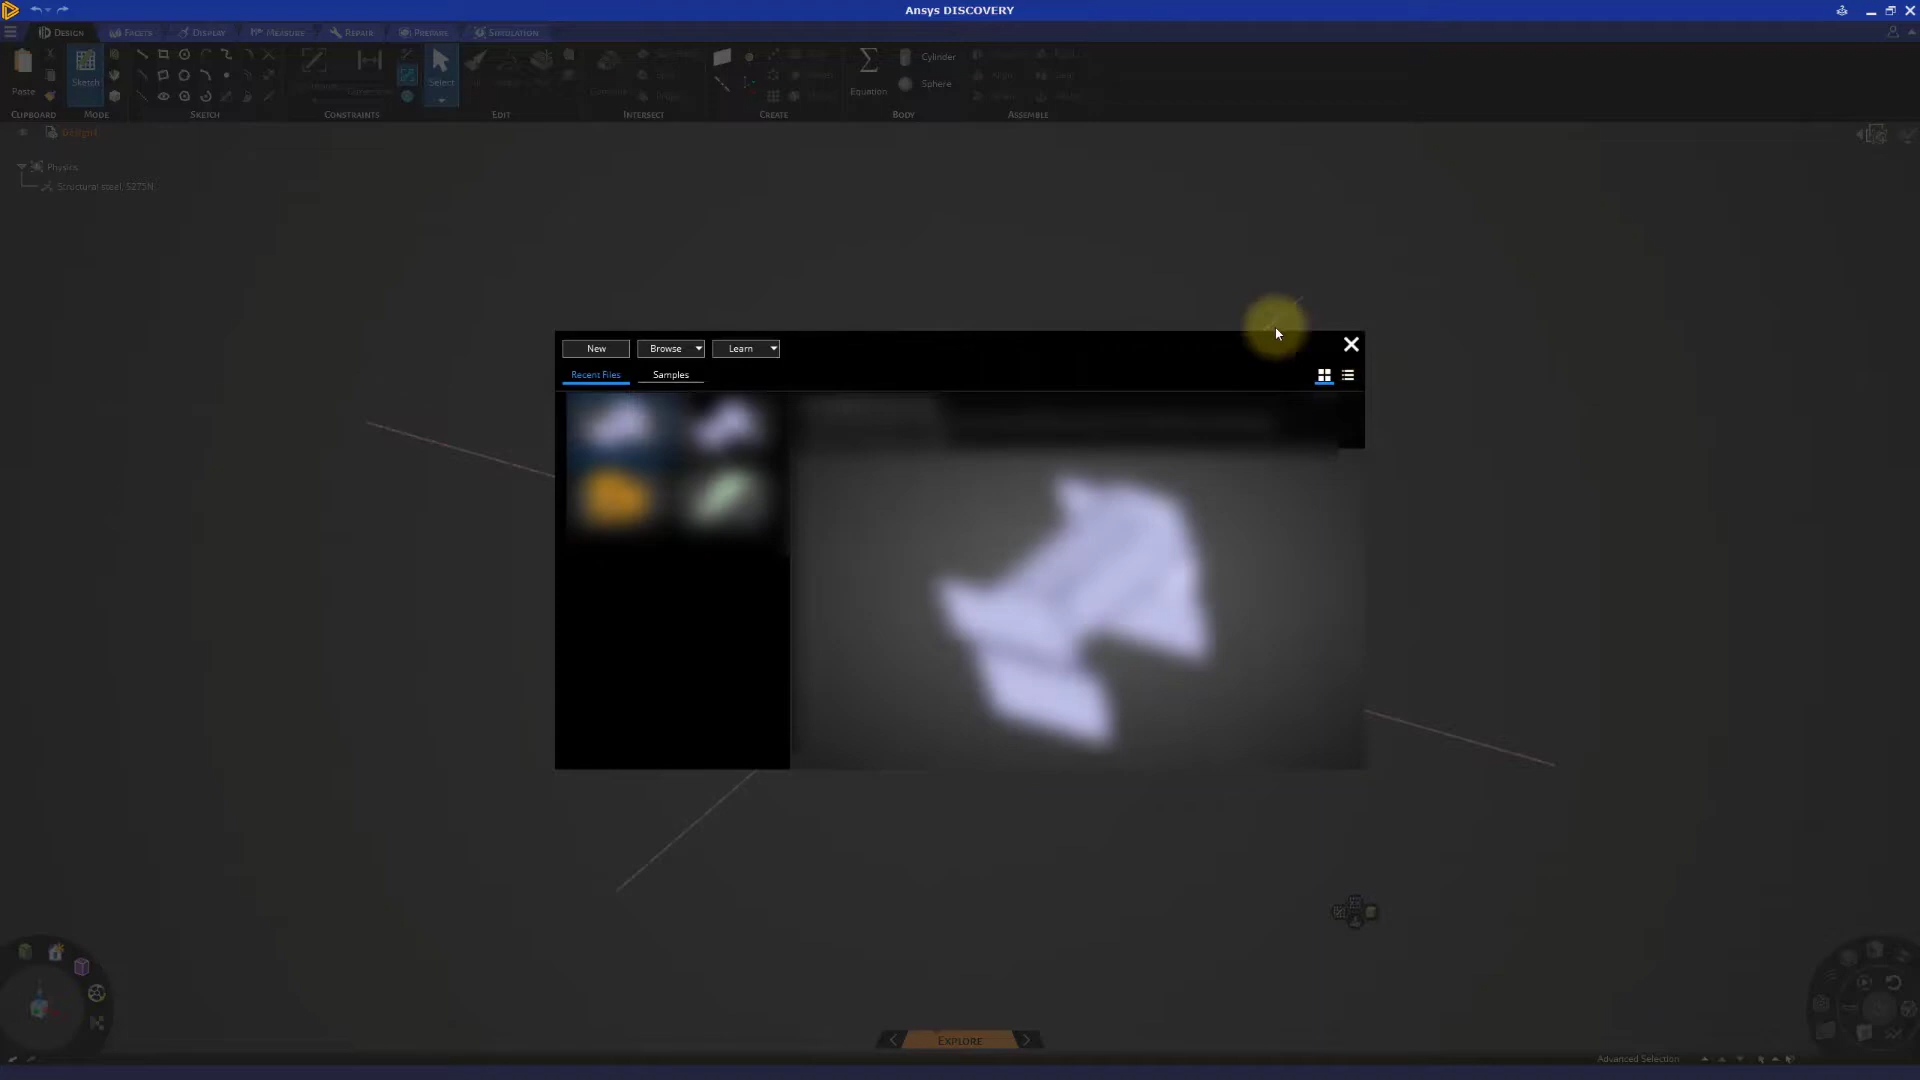 Ansys DISCOVERY
DESIGN FACETS DISPLAY MEASURE REPAIR PREPARE SIMULATION
Paste Sketch Select Equation Cylinder Sphere
CLIPBOARD MODE SKETCH CONSTRAINTS EDIT INTERSECT CREATE BODY ASSEMBLE
Design1
Physics
Structural steel, S275N
New Browse Learn
Recent Files Samples
EXPLORE
Advanced Selection